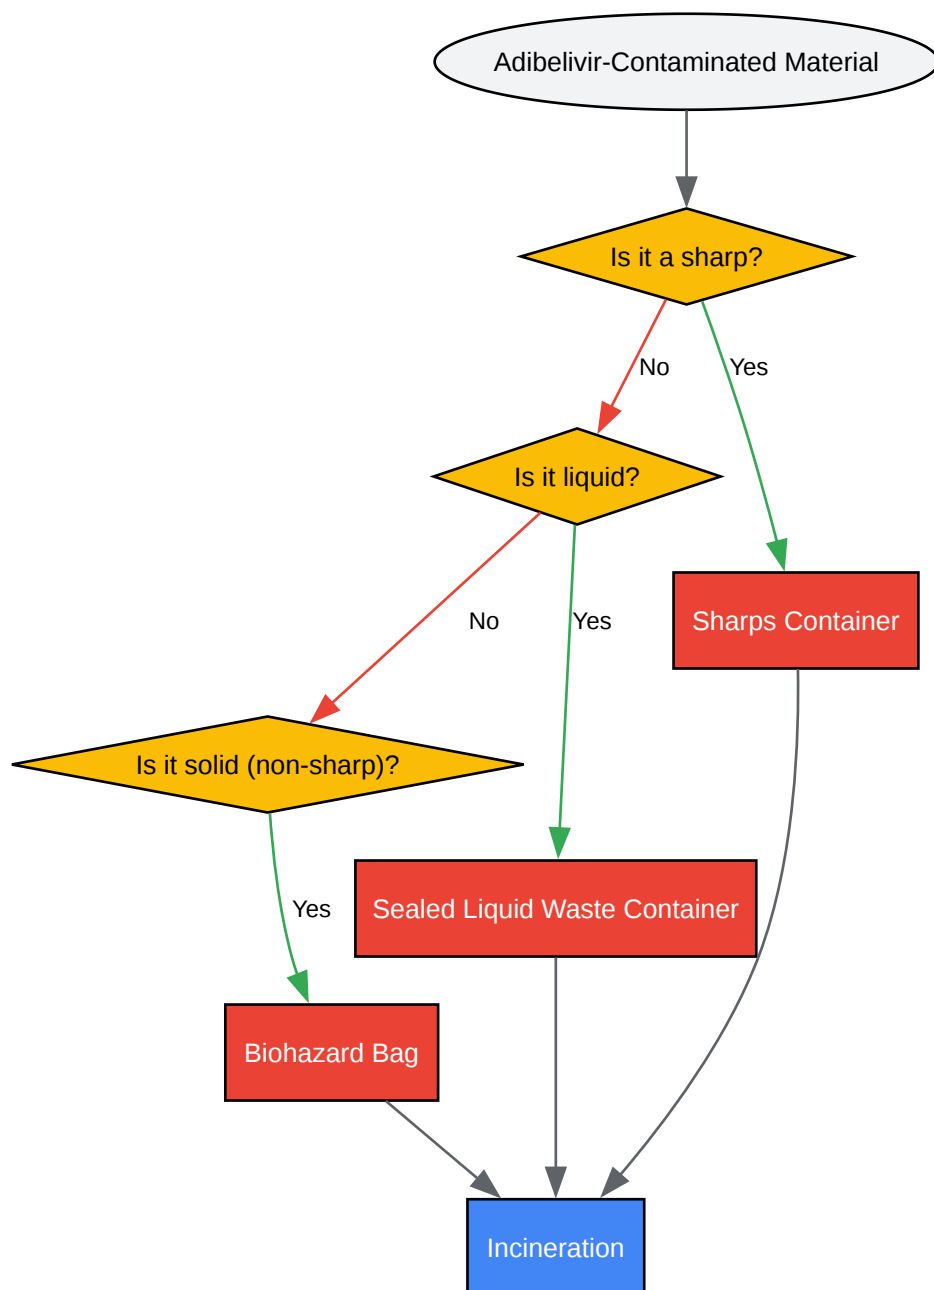 Adibelivir-Contaminated Material
Is it a sharp?
No
Yes
Is it liquid?
No
Yes
Sharps Container
Is it solid (non-sharp)?
Yes
Sealed Liquid Waste Container
Biohazard Bag
Incineration